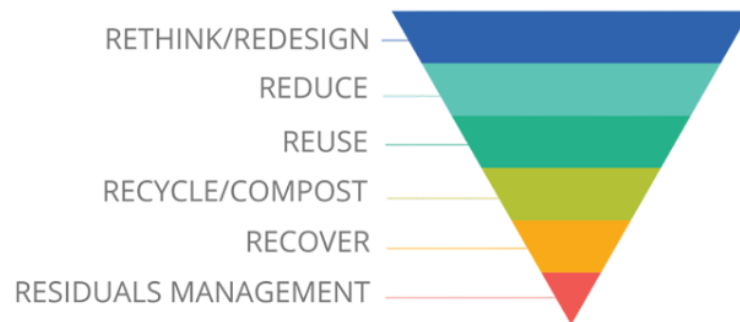 RETHINK/REDESIGN
REDUCE
REUSE
RECYCLE/COMPOST
RECOVER
RESIDUALS MANAGEMENT